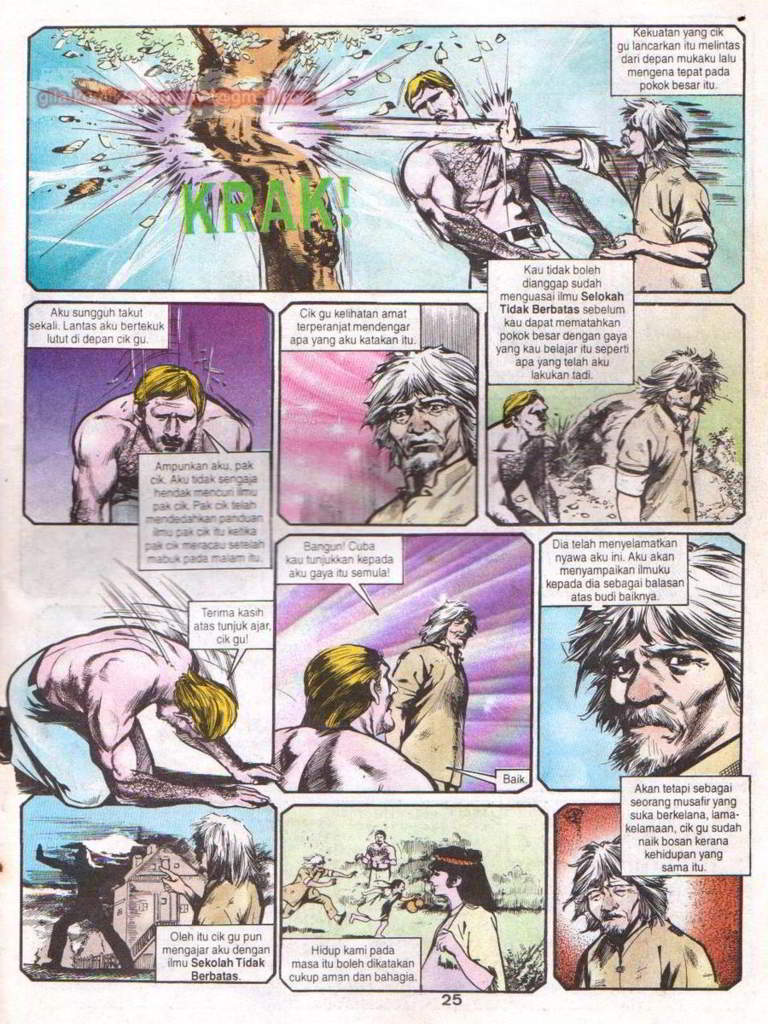 Kekuatan yang cik
gu lancarkan itu melintas
dari depan mukaku lalu
mengena tepat pada
pokok besar itu.
KRAK!
Aku sungguh takut
sekali. Lantas aku bertekuk
lutut di depan cik gu.
Ampunkan aku, pak
cik. Aku tidak sengaja
hendak mencuri ilmu
pak cik. Pak cik telah
mendedahkan panduan
ilmu pak cik itu ketika
pak cik meracau setelah
mabuk pada malam itu.
Cik gu kelihatan amat
terperanjat mendengar
apa yang aku katakan itu.
Kau tidak boleh
dianggap sudah
menguasai ilmu Selokah
Tidak Berbatas sebelum
kau dapat mematahkan
pokok besar dengan gaya
yang kau belajar itu seperti
apa yang telah aku
lakukan tadi.
Terima kasih
atas tunjuk ajar,
cik gu!
Bangun! Cuba
kau tunjukkan kepada
aku gaya itu semula!
Baik.
Dia telah menyelamatkan
nyawa aku ini. Aku akan
menyampaikan ilmuku
kepada dia sebagai balasan
atas budi baiknya.
Oleh itu cik gu pun
mengajar aku dengan
ilmu Sekolah Tidak
Berbatas.
Hidup kami pada
masa itu boleh dikatakan
cukup aman dan bahagia.
Akan tetapi sebagai
seorang musafir yang
suka berkelana, lama-
kelamaan, cik gu sudah
naik bosan kerana
kehidupan yang
sama itu.
25